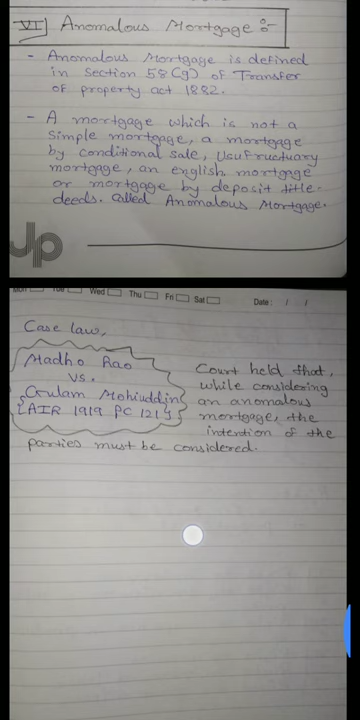 VI) Anomalous Mortgage :-
- Anomalous Mortgage is defined
in section 58(g) of Transfer
of property act 1882.
- A mortgage which is not a
simple mortgage, a mortgage
by conditional sale, Usufructuary
mortgage, an english mortgage
or mortgage by deposit title-
deeds. Called Anomalous Mortgage.
Jp
Mon Tue Wed Thu Fri Sat Date : / /
Case law,
Madho Rao
vs.
Gulam Mohiuddin
[AIR 1919 PC 121]
Court held that,
while considering
an anomalous
mortgage, the
intention of the
parties must be considered.